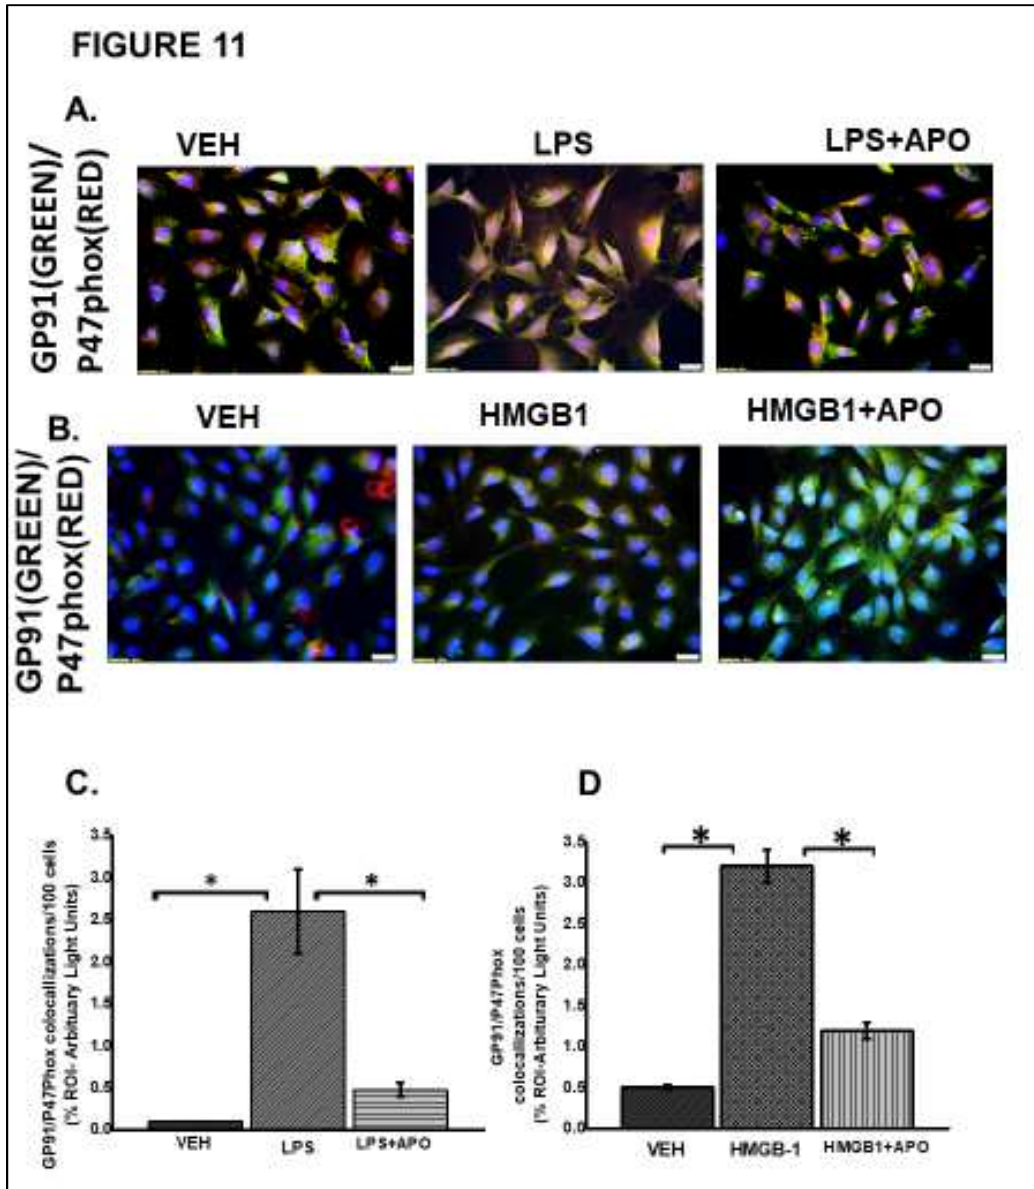 FIGURE 11
A.
GP91(GREEN)/
P47phox(RED)
VEH
LPS
LPS+APO
B.
GP91(GREEN)/
P47phox(RED)
VEH
HMGB1
HMGB1+APO
C.
GP91/P47Phox colocallizations/100 cells
(% ROI- Arbituary Light Units)
3.5
3.0
2.5
2.0
1.5
1.0
0.5
0.0
*
*
VEH
LPS
LPS+APO
D
GP91/P47Phox
colocallizations/100 cells
(% ROI-Arbiturary Light Units)
3.5
3.0
2.5
2.0
1.5
1.0
0.5
0.0
*
*
VEH
HMGB-1
HMGB1+APO